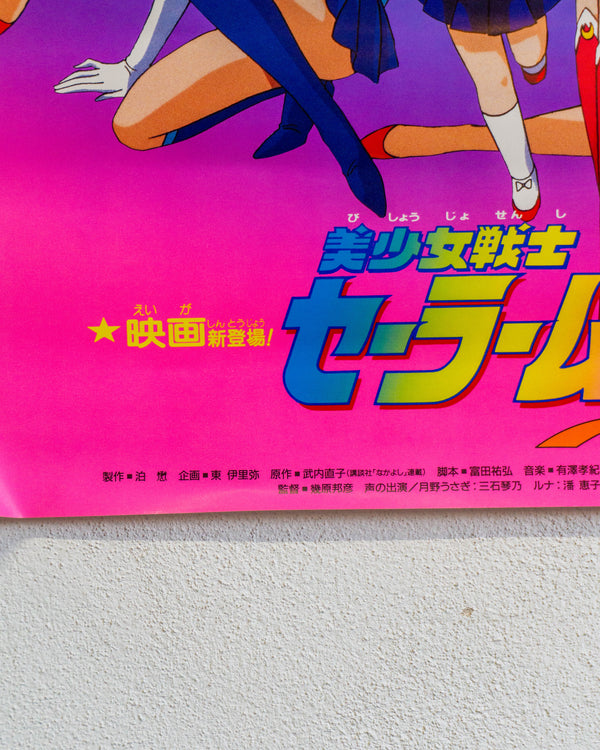 び しょう じょ せん し
美少女戦士
セーラーム
えい が
★映画
しんとうじょう
新登場!
製作■泊 懋 企画■東 伊里弥 原作■武内直子(講談社「なかよし」連載) 脚本■富田祐弘 音楽■有澤孝紀
監督■幾原邦彦 声の出演/月野うさぎ:三石琴乃 ルナ:潘 恵子